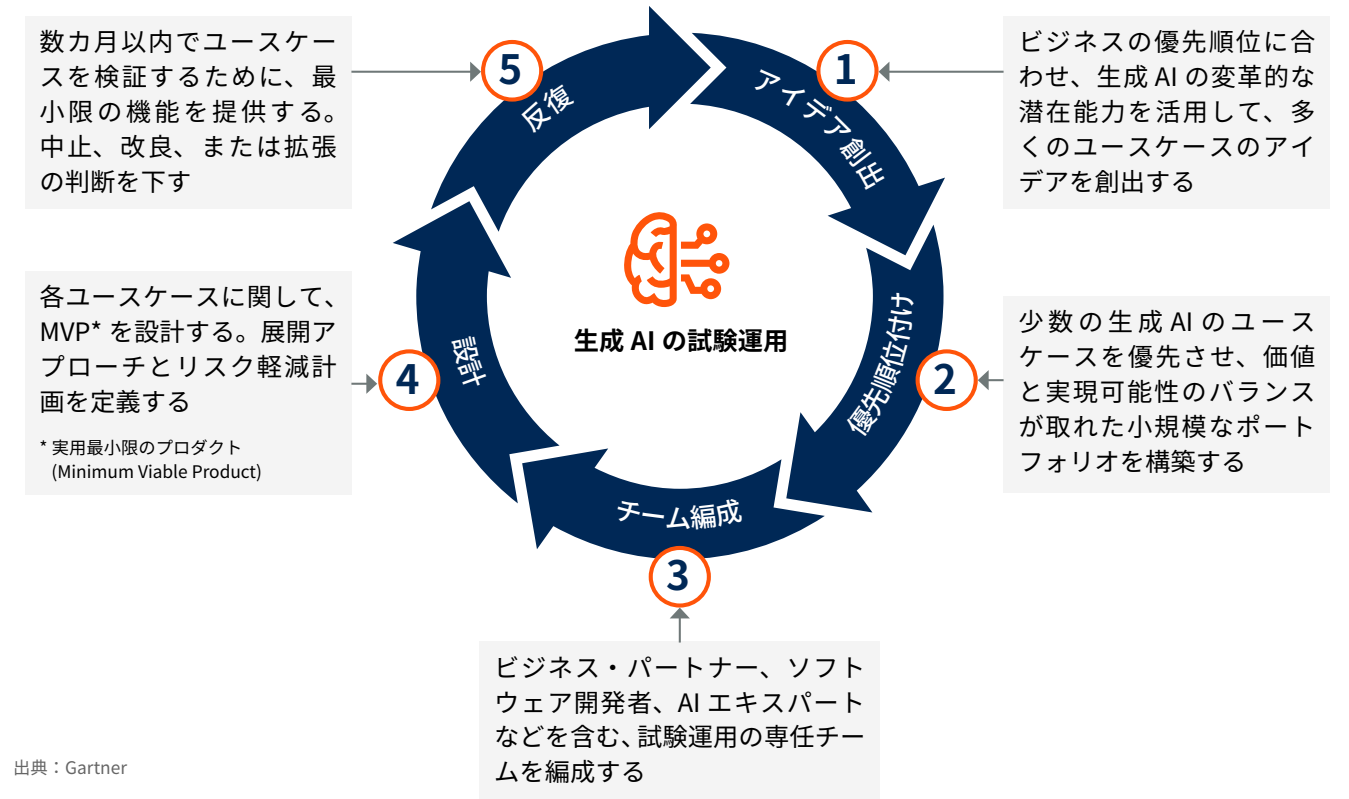 生成 AI の試験運用
1
アイデア創出
ビジネスの優先順位に合
わせ、生成 AI の変革的な
潜在能力を活用して、多
くのユースケースのアイ
デアを創出する
2
優先順位付け
少数の生成 AI のユース
ケースを優先させ、価値
と実現可能性のバランス
が取れた小規模なポート
フォリオを構築する
3
チーム編成
ビジネス・パートナー、ソフト
ウェア開発者、AI エキスパート
などを含む、試験運用の専任チー
ムを編成する
4
設計
各ユースケースに関して、
MVP* を設計する。展開ア
プローチとリスク軽減計
画を定義する
* 実用最小限のプロダクト
(Minimum Viable Product)
5
反復
数カ月以内でユースケー
スを検証するために、最
小限の機能を提供する。
中止、改良、または拡張
の判断を下す
出典：Gartner